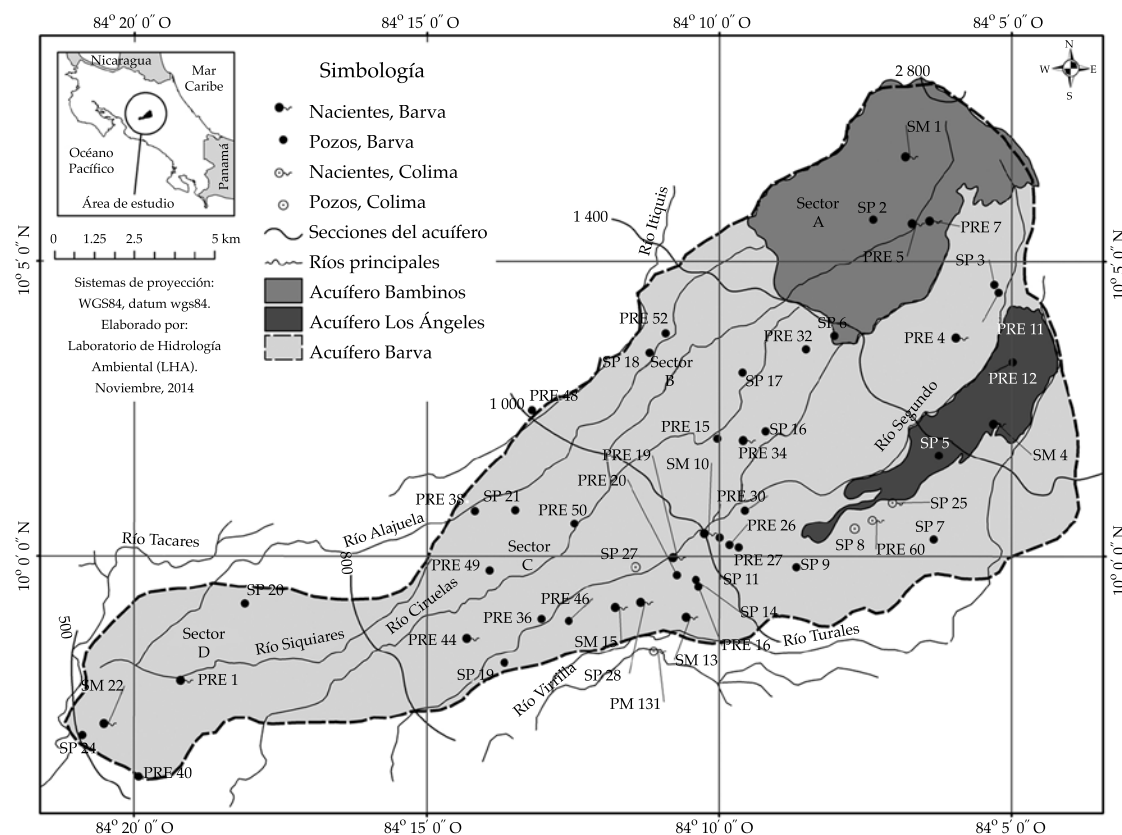 84° 20′ 0″ O
84° 15′ 0″ O
84° 10′ 0″ O
84° 5′ 0″ O
Nicaragua
Mar
Caribe
Océano
Pacífico
Panamá
Área de estudio
0 1.25 2.5 5 km
Sistemas de proyección:
WGS84, datum wgs84.
Elaborado por:
Laboratorio de Hidrología
Ambiental (LHA).
Noviembre, 2014
Simbología
Nacientes, Barva
Pozos, Barva
Nacientes, Colima
Pozos, Colima
Secciones del acuífero
Ríos principales
Acuífero Bambinos
Acuífero Los Ángeles
Acuífero Barva
N
W E
S
2 800
SM 1
Sector
A
SP 2
PRE 7
PRE 5
SP 3
1 400
Río Itiquis
10° 5′ 0″ N
10° 5′ 0″ N
PRE 52
SP 6
PRE 32
PRE 4
PRE 11
SP 18
Sector
B
SP 17
PRE 12
PRE 48
1 000
PRE 15
SP 16
Río Segundo
PRE 19
PRE 34
SP 5
SM 4
SM 10
PRE 20
PRE 38
SP 21
PRE 30
SP 25
PRE 50
PRE 26
SP 7
Río Alajuela
Río Tacares
SP 8
PRE 60
Sector
C
SP 27
PRE 27
10° 0′ 0″ N
10° 0′ 0″ N
800
PRE 49
SP 11
SP 9
SP 20
Río Ciruelas
PRE 46
SP 14
PRE 36
500
Sector
D
Río Siquiares
PRE 44
SM 15
PRE 16
Río Turales
SM 13
SP 19
SP 28
PRE 1
SM 22
Río Virrilla
PM 131
SP 24
PRE 40
84° 20′ 0″ O
84° 15′ 0″ O
84° 10′ 0″ O
84° 5′ 0″ O